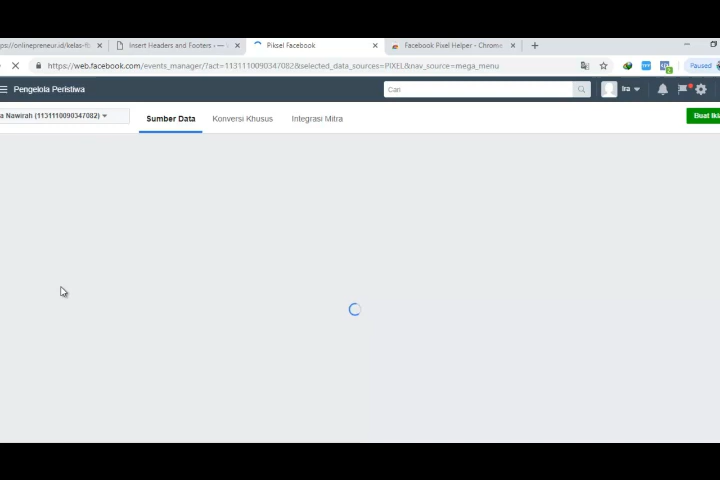 ps://onlinepreneur.id/kelas-fb
Insert Headers and Footers ‹ —
Piksel Facebook
Facebook Pixel Helper - Chrome
https://web.facebook.com/events_manager/?act=1131110090347082&selected_data_sources=PIXEL&nav_source=mega_menu
Paused
Pengelola Peristiwa
Cari
Ira
a Nawirah (1131110090347082)
Sumber Data
Konversi Khusus
Integrasi Mitra
Buat Ikla